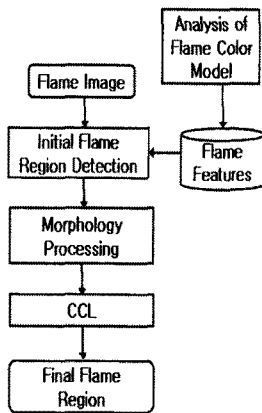 Analysis of
Flame Color
Model
Flame Image
Initial Flame
Region Detection
Flame
Features
Morphology
Processing
CCL
Final Flame
Region